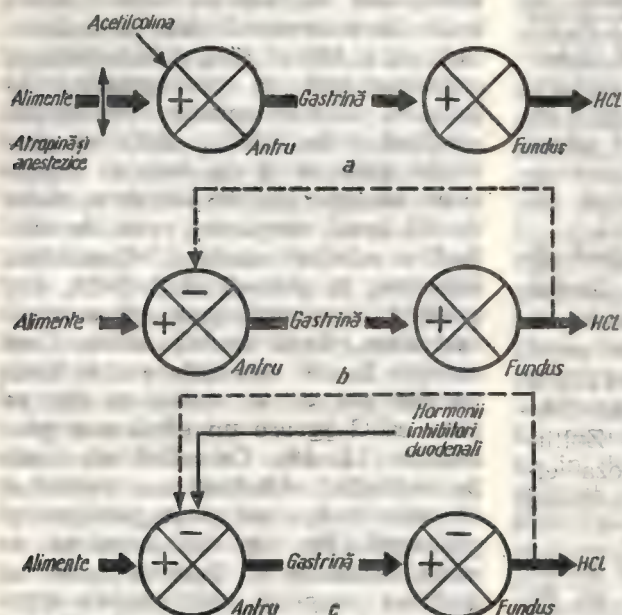 Acetilcolina
Alimente + Gastrină + HCL
Atropină și
anestezice
Antru Fundus
a
−
Alimente + Gastrină + HCL
Antru Fundus
b
Hormonii
inhibitori
duodenali
− −
Alimente + Gastrină + HCL
Antru Fundus
c